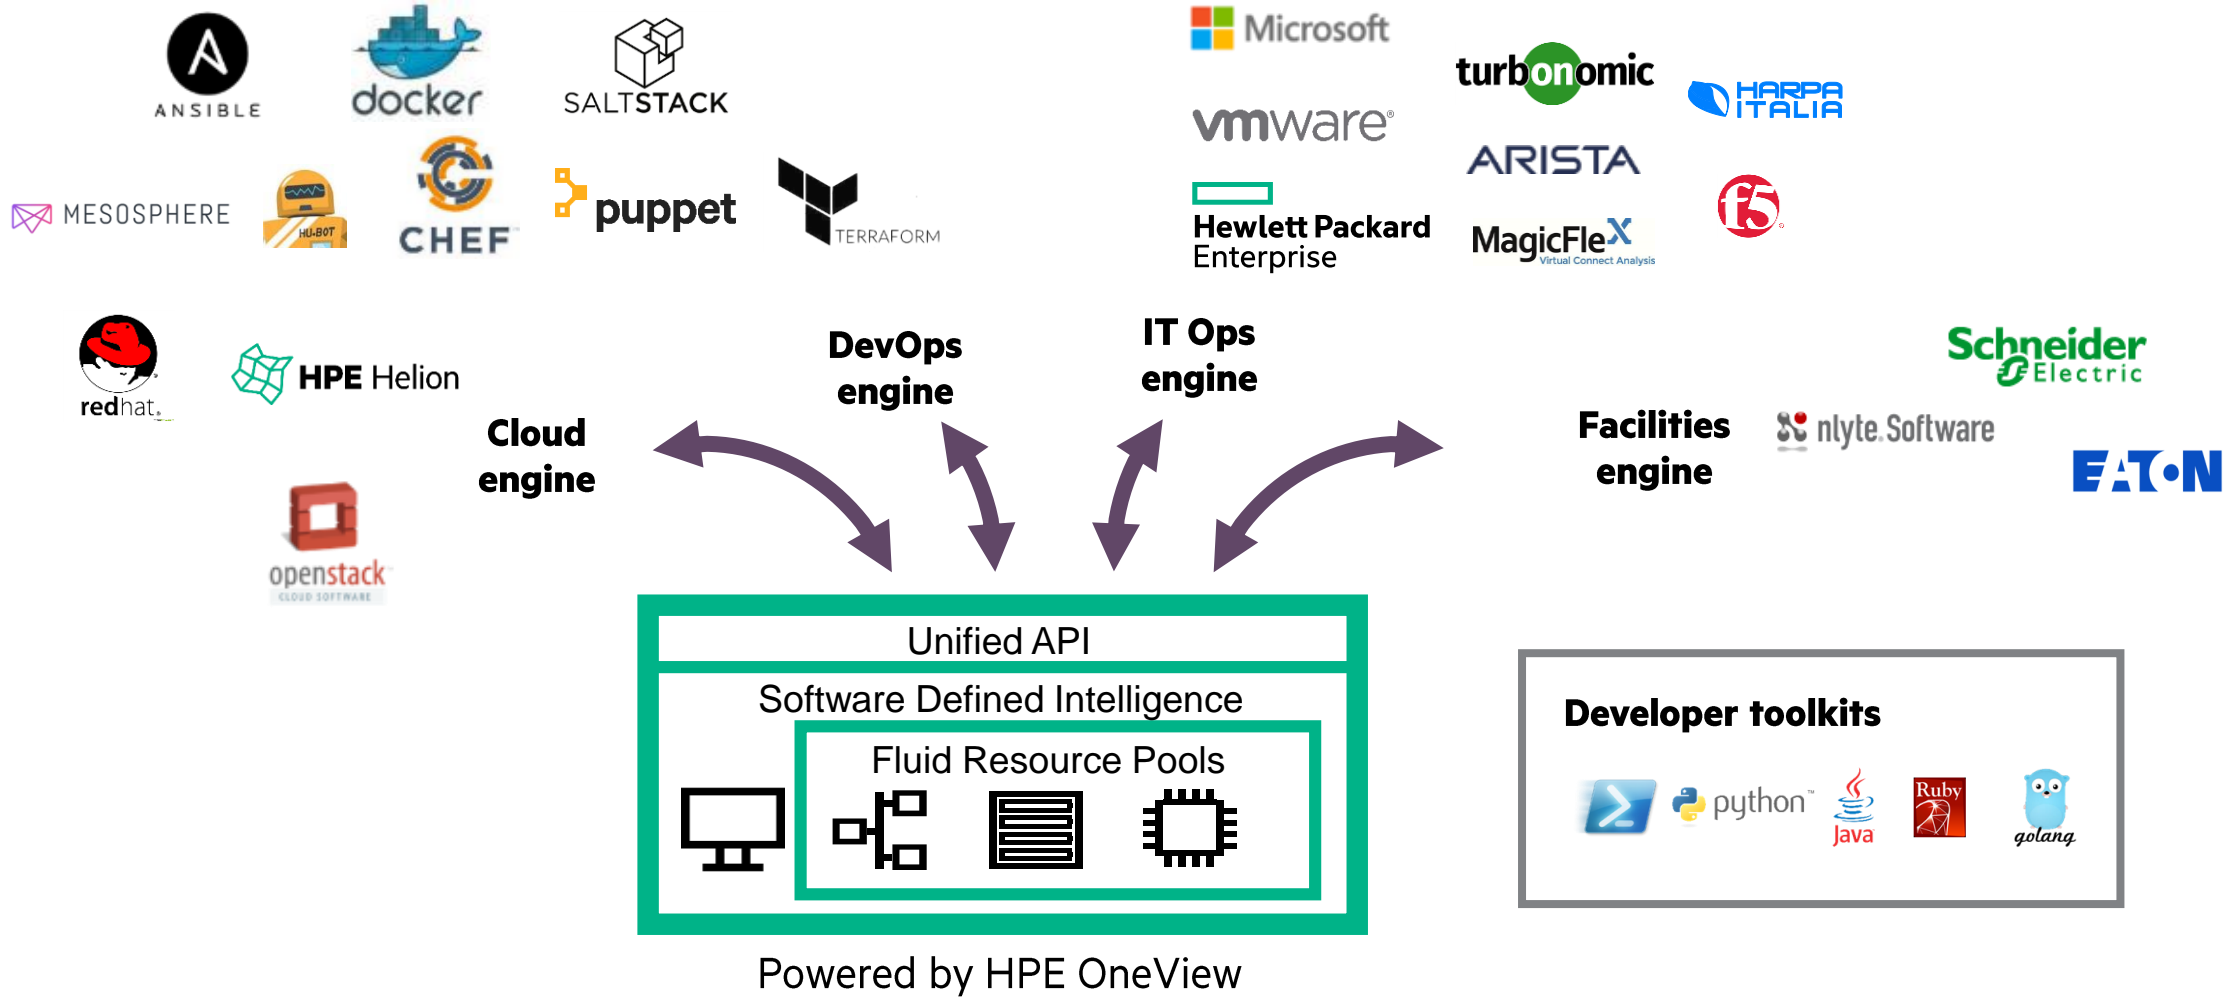 ANSIBLE
docker
SALTSTACK
MESOSPHERE
HU-BOT
CHEF
puppet
TERRAFORM
Microsoft
vmware®
Hewlett Packard
Enterprise
turbonomic
HARPA
ITALIA
ARISTA
MagicFleX
Virtual Connect Analysis
f5
redhat.
HPE Helion
openstack
CLOUD SOFTWARE
Cloud
engine
DevOps
engine
IT Ops
engine
Facilities
engine
Schneider
Electric
nlyte.Software
EATON
Unified API
Software Defined Intelligence
Fluid Resource Pools
Powered by HPE OneView
Developer toolkits
python™
Java
Ruby
golang